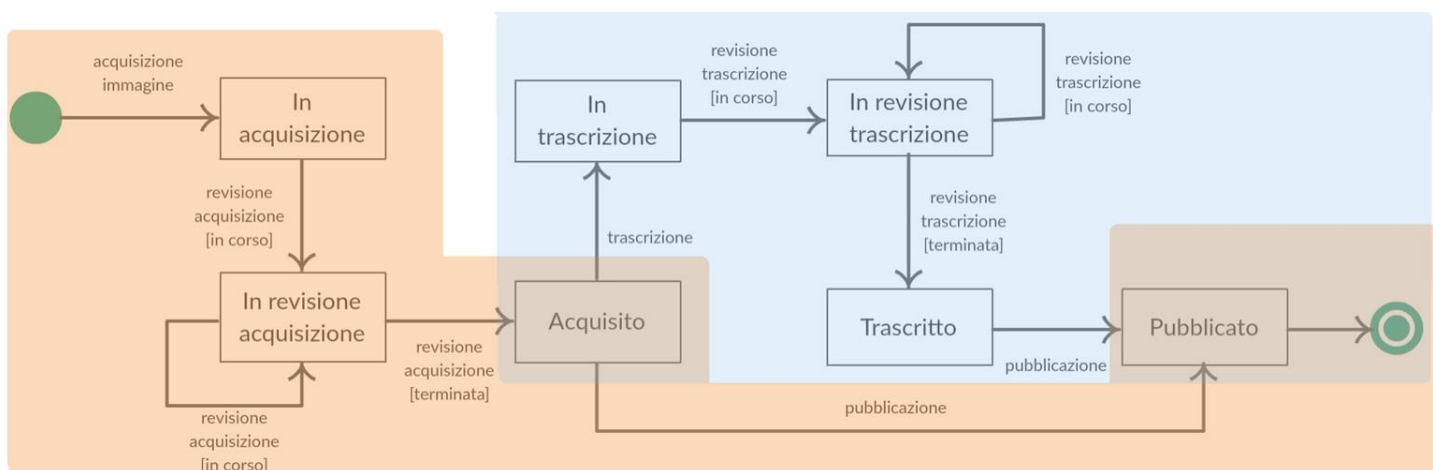 acquisizione
immagine
In
acquisizione
revisione
acquisizione
[in corso]
In revisione
acquisizione
revisione
acquisizione
[in corso]
revisione
acquisizione
[terminata]
Acquisito
trascrizione
In
trascrizione
revisione
trascrizione
[in corso]
In revisione
trascrizione
revisione
trascrizione
[in corso]
revisione
trascrizione
[terminata]
Trascritto
pubblicazione
Pubblicato
pubblicazione